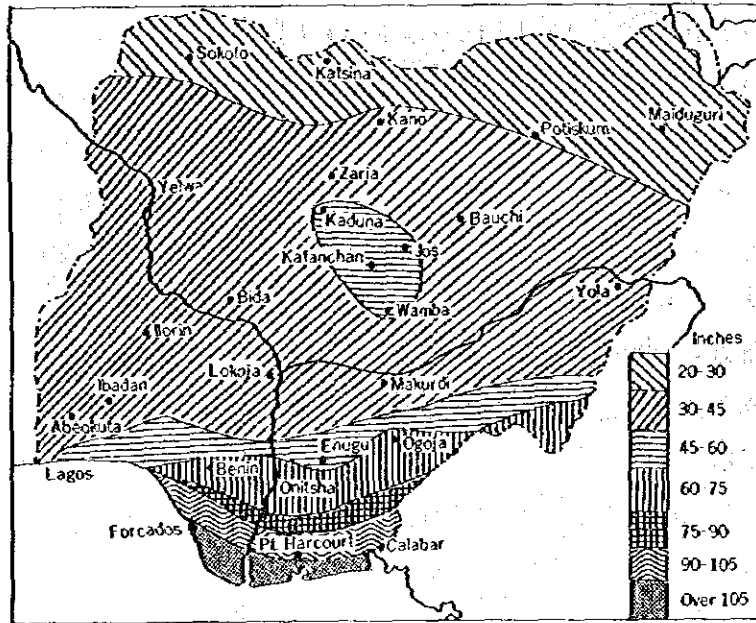 Sokoto
Katsina
Kano
Potiskum
Maiduguri
Zaria
Yelwa
Kaduna
Bauchi
Jos
Kafanchan
Bida
Wamba
Yola
Ilorin
Inches
Lokoja
Makurdi
20-30
Ibadan
30-45
Abeokuta
45-60
Enugu
Ogoja
Lagos
Benin
Onitsha
60-75
Forcados
75-90
Pt. Harcourt
Calabar
90-105
Over 105